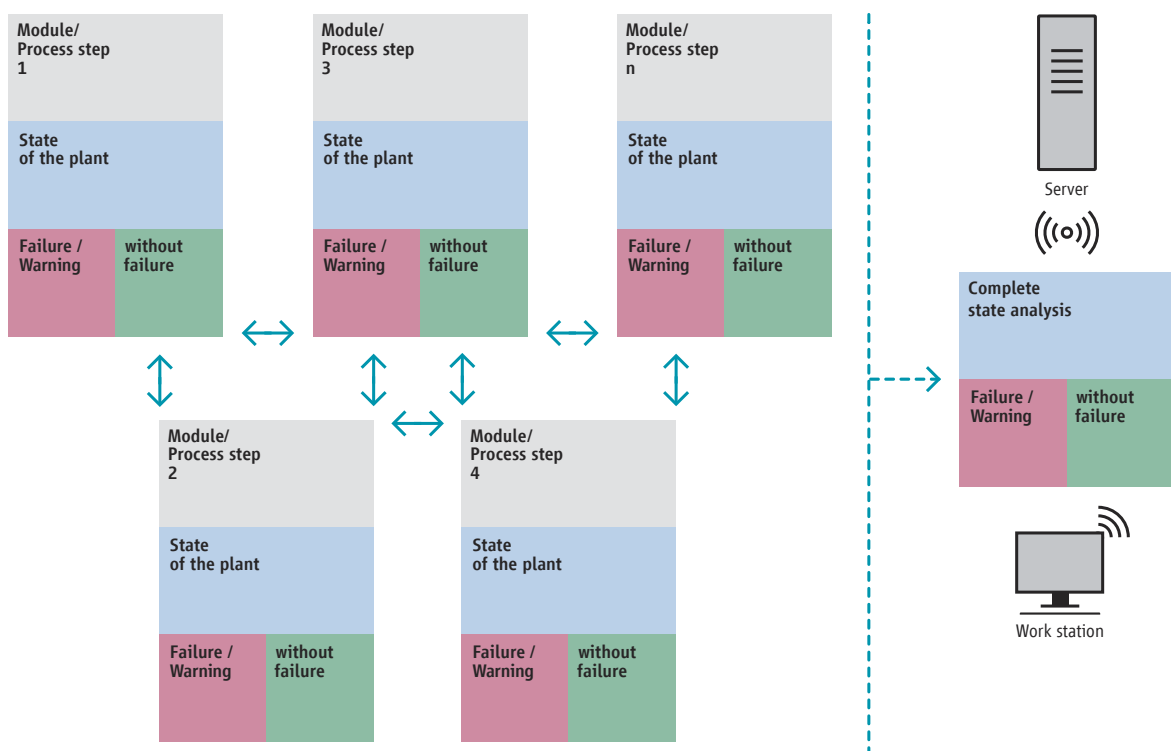 Module/
Process step
1
State
of the plant
Failure /
Warning
without
failure
Module/
Process step
3
State
of the plant
Failure /
Warning
without
failure
Module/
Process step
n
State
of the plant
Failure /
Warning
without
failure
Module/
Process step
2
State
of the plant
Failure /
Warning
without
failure
Module/
Process step
4
State
of the plant
Failure /
Warning
without
failure
Server
Complete
state analysis
Failure /
Warning
without
failure
Work station